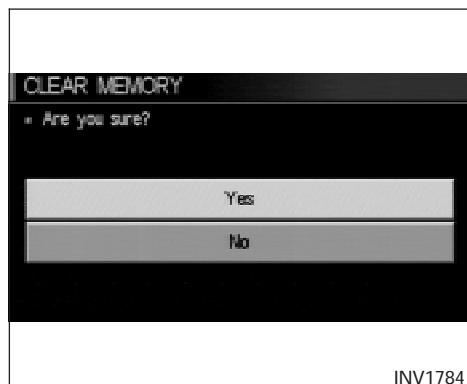 CLEAR MEMORY
Are you sure?
Yes
No
INV1784